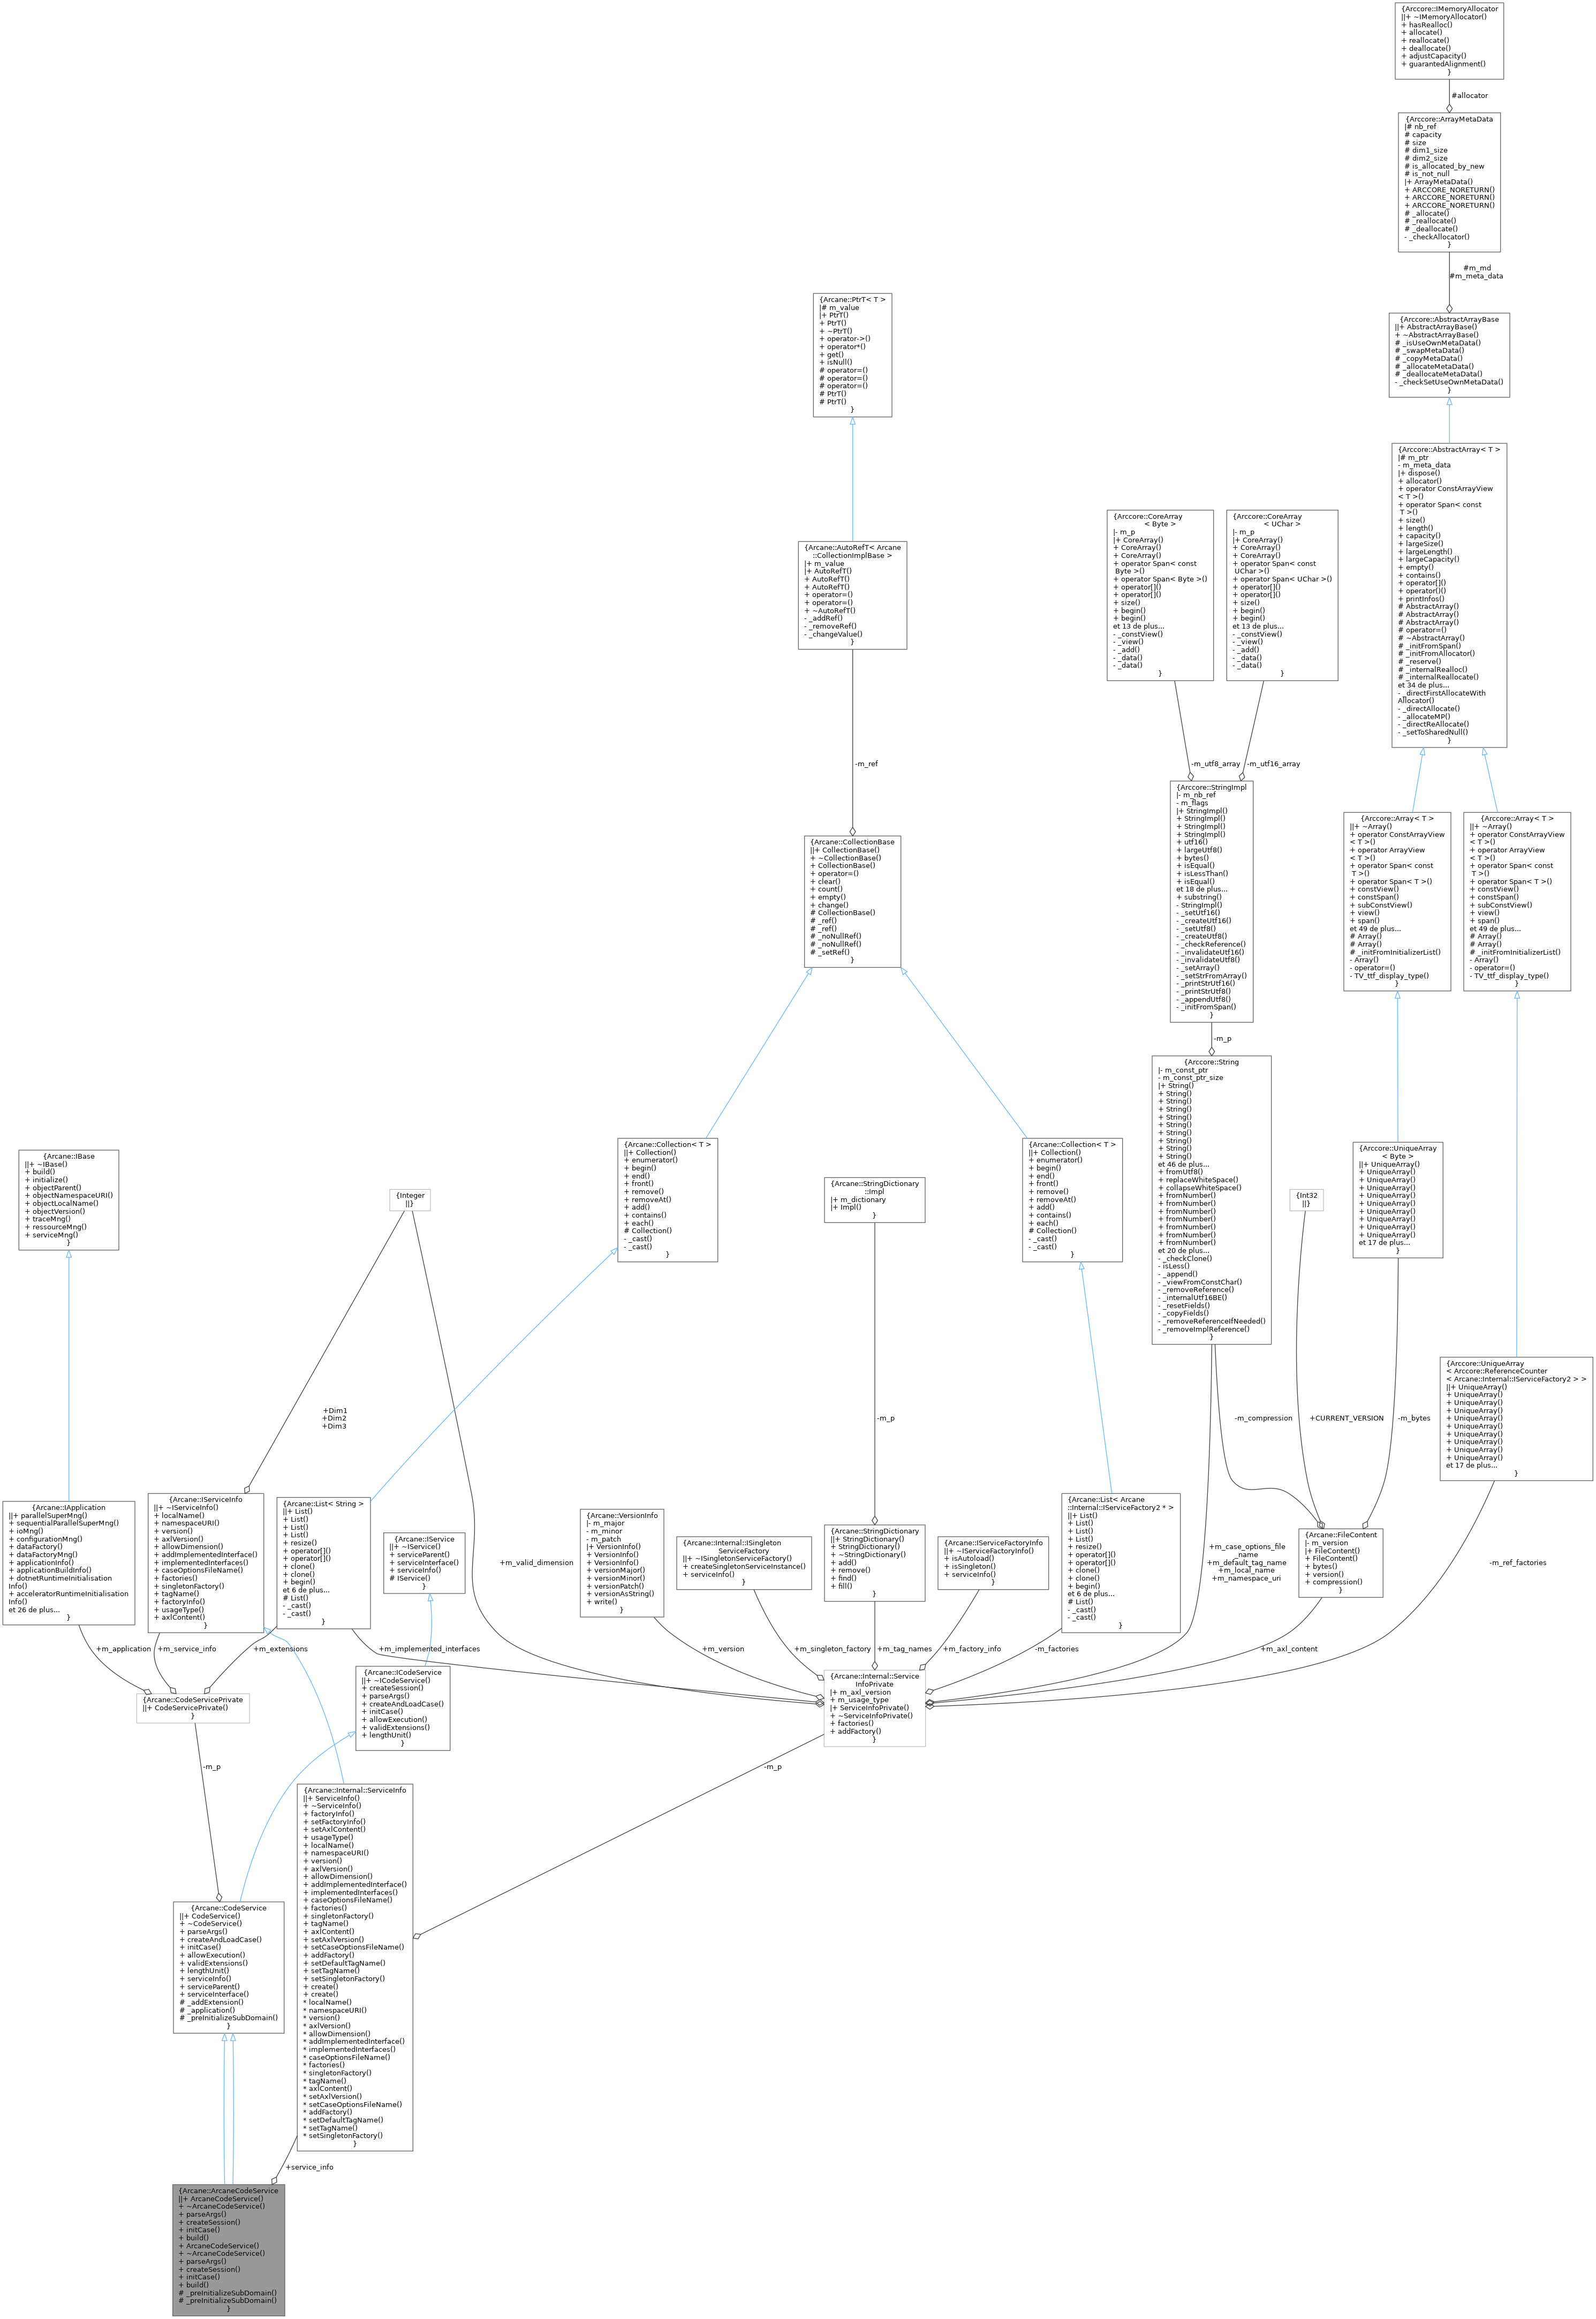 {Arccore::IMemoryAllocator
||+ ~IMemoryAllocator()
+ hasRealloc()
+ allocate()
+ reallocate()
+ deallocate()
+ adjustCapacity()
+ guarantedAlignment()
}
#allocator
{Arccore::ArrayMetaData
|# nb_ref
# capacity
# size
# dim1_size
# dim2_size
# is_allocated_by_new
# is_not_null
|+ ArrayMetaData()
+ ARCCORE_NORETURN()
+ ARCCORE_NORETURN()
+ ARCCORE_NORETURN()
# _allocate()
# _reallocate()
# _deallocate()
- _checkAllocator()
}
#m_md
#m_meta_data
{Arccore::AbstractArrayBase
||+ AbstractArrayBase()
+ ~AbstractArrayBase()
# _isUseOwnMetaData()
# _swapMetaData()
# _copyMetaData()
# _allocateMetaData()
# _deallocateMetaData()
- _checkSetUseOwnMetaData()
}
{Arcane::PtrT< T >
|# m_value
|+ PtrT()
+ PtrT()
+ ~PtrT()
+ operator->()
+ operator*()
+ get()
+ isNull()
# operator=()
# operator=()
# operator=()
# PtrT()
# PtrT()
}
{Arccore::AbstractArray< T >
|# m_ptr
- m_meta_data
|+ dispose()
+ allocator()
+ operator ConstArrayView
< T >()
+ operator Span< const
T >()
+ size()
+ length()
+ capacity()
+ largeSize()
+ largeLength()
+ largeCapacity()
+ empty()
+ contains()
+ operator[]()
+ operator()()
+ printInfos()
# AbstractArray()
# AbstractArray()
# AbstractArray()
# operator=()
# ~AbstractArray()
# _initFromSpan()
# _initFromAllocator()
# _reserve()
# _internalRealloc()
# _internalReallocate()
et 34 de plus...
- _directFirstAllocateWith
Allocator()
- _directAllocate()
- _allocateMP()
- _directReAllocate()
- _setToSharedNull()
}
{Arccore::CoreArray
< Byte >
|- m_p
|+ CoreArray()
+ CoreArray()
+ CoreArray()
+ operator Span< const
Byte >()
+ operator Span< Byte >()
+ operator[]()
+ operator[]()
+ size()
+ begin()
+ begin()
et 13 de plus...
- _constView()
- _view()
- _add()
- _data()
- _data()
}
{Arccore::CoreArray
< UChar >
|- m_p
|+ CoreArray()
+ CoreArray()
+ CoreArray()
+ operator Span< const
UChar >()
+ operator Span< UChar >()
+ operator[]()
+ operator[]()
+ size()
+ begin()
+ begin()
et 13 de plus...
- _constView()
- _view()
- _add()
- _data()
- _data()
}
{Arcane::AutoRefT< Arcane
::CollectionImplBase >
|+ m_value
|+ AutoRefT()
+ AutoRefT()
+ AutoRefT()
+ operator=()
+ operator=()
+ ~AutoRefT()
- _addRef()
- _removeRef()
- _changeValue()
}
-m_ref
-m_utf8_array
-m_utf16_array
{Arccore::StringImpl
|- m_nb_ref
- m_flags
|+ StringImpl()
+ StringImpl()
+ StringImpl()
+ StringImpl()
+ utf16()
+ largeUtf8()
+ bytes()
+ isEqual()
+ isLessThan()
+ isEqual()
et 18 de plus...
+ substring()
- StringImpl()
- _setUtf16()
- _createUtf16()
- _setUtf8()
- _createUtf8()
- _checkReference()
- _invalidateUtf16()
- _invalidateUtf8()
- _setArray()
- _setStrFromArray()
- _printStrUtf16()
- _printStrUtf8()
- _appendUtf8()
- _initFromSpan()
}
{Arccore::Array< T >
||+ ~Array()
+ operator ConstArrayView
< T >()
+ operator ArrayView
< T >()
+ operator Span< const
T >()
+ operator Span< T >()
+ constView()
+ constSpan()
+ subConstView()
+ view()
+ span()
et 49 de plus...
# Array()
# Array()
# _initFromInitializerList()
- Array()
- operator=()
- TV_ttf_display_type()
}
{Arccore::Array< T >
||+ ~Array()
+ operator ConstArrayView
< T >()
+ operator ArrayView
< T >()
+ operator Span< const
T >()
+ operator Span< T >()
+ constView()
+ constSpan()
+ subConstView()
+ view()
+ span()
et 49 de plus...
# Array()
# Array()
# _initFromInitializerList()
- Array()
- operator=()
- TV_ttf_display_type()
}
{Arcane::CollectionBase
||+ CollectionBase()
+ ~CollectionBase()
+ CollectionBase()
+ operator=()
+ clear()
+ count()
+ empty()
+ change()
# CollectionBase()
# _ref()
# _ref()
# _noNullRef()
# _noNullRef()
# _setRef()
}
-m_p
{Arccore::String
|- m_const_ptr
- m_const_ptr_size
|+ String()
+ String()
+ String()
+ String()
+ String()
+ String()
+ String()
+ String()
+ String()
+ String()
et 46 de plus...
+ fromUtf8()
+ replaceWhiteSpace()
+ collapseWhiteSpace()
+ fromNumber()
+ fromNumber()
+ fromNumber()
+ fromNumber()
+ fromNumber()
+ fromNumber()
+ fromNumber()
et 20 de plus...
- _checkClone()
- isLess()
- _append()
- _viewFromConstChar()
- _removeReference()
- _internalUtf16BE()
- _resetFields()
- _copyFields()
- _removeReferenceIfNeeded()
- _removeImplReference()
}
{Arcane::IBase
||+ ~IBase()
+ build()
+ initialize()
+ objectParent()
+ objectNamespaceURI()
+ objectLocalName()
+ objectVersion()
+ traceMng()
+ ressourceMng()
+ serviceMng()
}
{Integer
||}
{Arcane::Collection< T >
||+ Collection()
+ enumerator()
+ begin()
+ end()
+ front()
+ remove()
+ removeAt()
+ add()
+ contains()
+ each()
# Collection()
- _cast()
- _cast()
}
{Arcane::StringDictionary
::Impl
|+ m_dictionary
|+ Impl()
}
{Arcane::Collection< T >
||+ Collection()
+ enumerator()
+ begin()
+ end()
+ front()
+ remove()
+ removeAt()
+ add()
+ contains()
+ each()
# Collection()
- _cast()
- _cast()
}
{Int32
||}
{Arccore::UniqueArray
< Byte >
||+ UniqueArray()
+ UniqueArray()
+ UniqueArray()
+ UniqueArray()
+ UniqueArray()
+ UniqueArray()
+ UniqueArray()
+ UniqueArray()
+ UniqueArray()
+ UniqueArray()
et 17 de plus...
}
{Arccore::UniqueArray
< Arccore::ReferenceCounter
< Arcane::Internal::IServiceFactory2 > >
||+ UniqueArray()
+ UniqueArray()
+ UniqueArray()
+ UniqueArray()
+ UniqueArray()
+ UniqueArray()
+ UniqueArray()
+ UniqueArray()
+ UniqueArray()
+ UniqueArray()
et 17 de plus...
}
+Dim1
+Dim2
+Dim3
-m_p
-m_compression
+CURRENT_VERSION
-m_bytes
{Arcane::IApplication
||+ parallelSuperMng()
+ sequentialParallelSuperMng()
+ ioMng()
+ configurationMng()
+ dataFactory()
+ dataFactoryMng()
+ applicationInfo()
+ applicationBuildInfo()
+ dotnetRuntimeInitialisation
Info()
+ acceleratorRuntimeInitialisation
Info()
et 26 de plus...
}
{Arcane::IServiceInfo
||+ ~IServiceInfo()
+ localName()
+ namespaceURI()
+ version()
+ axlVersion()
+ allowDimension()
+ addImplementedInterface()
+ implementedInterfaces()
+ caseOptionsFileName()
+ factories()
+ singletonFactory()
+ tagName()
+ factoryInfo()
+ usageType()
+ axlContent()
}
{Arcane::List< String >
||+ List()
+ List()
+ List()
+ List()
+ resize()
+ operator[]()
+ operator[]()
+ clone()
+ clone()
+ begin()
et 6 de plus...
# List()
- _cast()
- _cast()
}
{Arcane::IService
||+ ~IService()
+ serviceParent()
+ serviceInterface()
+ serviceInfo()
# IService()
}
+m_valid_dimension
{Arcane::VersionInfo
|- m_major
- m_minor
- m_patch
|+ VersionInfo()
+ VersionInfo()
+ VersionInfo()
+ versionMajor()
+ versionMinor()
+ versionPatch()
+ versionAsString()
+ write()
}
{Arcane::Internal::ISingleton
ServiceFactory
||+ ~ISingletonServiceFactory()
+ createSingletonServiceInstance()
+ serviceInfo()
}
{Arcane::StringDictionary
||+ StringDictionary()
+ StringDictionary()
+ ~StringDictionary()
+ add()
+ remove()
+ find()
+ fill()
}
{Arcane::IServiceFactoryInfo
||+ ~IServiceFactoryInfo()
+ isAutoload()
+ isSingleton()
+ serviceInfo()
}
{Arcane::List< Arcane
::Internal::IServiceFactory2 * >
||+ List()
+ List()
+ List()
+ List()
+ resize()
+ operator[]()
+ operator[]()
+ clone()
+ clone()
+ begin()
et 6 de plus...
# List()
- _cast()
- _cast()
}
+m_case_options_file
_name
+m_default_tag_name
+m_local_name
+m_namespace_uri
{Arcane::FileContent
|- m_version
|+ FileContent()
+ FileContent()
+ bytes()
+ version()
+ compression()
}
-m_ref_factories
+m_application
+m_service_info
+m_extensions
+m_implemented_interfaces
+m_version
+m_singleton_factory
+m_tag_names
+m_factory_info
-m_factories
+m_axl_content
{Arcane::CodeServicePrivate
||+ CodeServicePrivate()
}
{Arcane::ICodeService
||+ ~ICodeService()
+ createSession()
+ parseArgs()
+ createAndLoadCase()
+ initCase()
+ allowExecution()
+ validExtensions()
+ lengthUnit()
}
{Arcane::Internal::Service
InfoPrivate
|+ m_axl_version
+ m_usage_type
|+ ServiceInfoPrivate()
+ ~ServiceInfoPrivate()
+ factories()
+ addFactory()
}
-m_p
-m_p
{Arcane::Internal::ServiceInfo
||+ ServiceInfo()
+ ~ServiceInfo()
+ factoryInfo()
+ setFactoryInfo()
+ setAxlContent()
+ usageType()
+ localName()
+ namespaceURI()
+ version()
+ axlVersion()
+ allowDimension()
+ addImplementedInterface()
+ implementedInterfaces()
+ caseOptionsFileName()
+ factories()
+ singletonFactory()
+ tagName()
+ axlContent()
+ setAxlVersion()
+ setCaseOptionsFileName()
+ addFactory()
+ setDefaultTagName()
+ setTagName()
+ setSingletonFactory()
+ create()
+ create()
* localName()
* namespaceURI()
* version()
* axlVersion()
* allowDimension()
* addImplementedInterface()
* implementedInterfaces()
* caseOptionsFileName()
* factories()
* singletonFactory()
* tagName()
* axlContent()
* setAxlVersion()
* setCaseOptionsFileName()
* addFactory()
* setDefaultTagName()
* setTagName()
* setSingletonFactory()
}
{Arcane::CodeService
||+ CodeService()
+ ~CodeService()
+ parseArgs()
+ createAndLoadCase()
+ initCase()
+ allowExecution()
+ validExtensions()
+ lengthUnit()
+ serviceInfo()
+ serviceParent()
+ serviceInterface()
# _addExtension()
# _application()
# _preInitializeSubDomain()
}
+service_info
{Arcane::ArcaneCodeService
||+ ArcaneCodeService()
+ ~ArcaneCodeService()
+ parseArgs()
+ createSession()
+ initCase()
+ build()
+ ArcaneCodeService()
+ ~ArcaneCodeService()
+ parseArgs()
+ createSession()
+ initCase()
+ build()
# _preInitializeSubDomain()
# _preInitializeSubDomain()
}